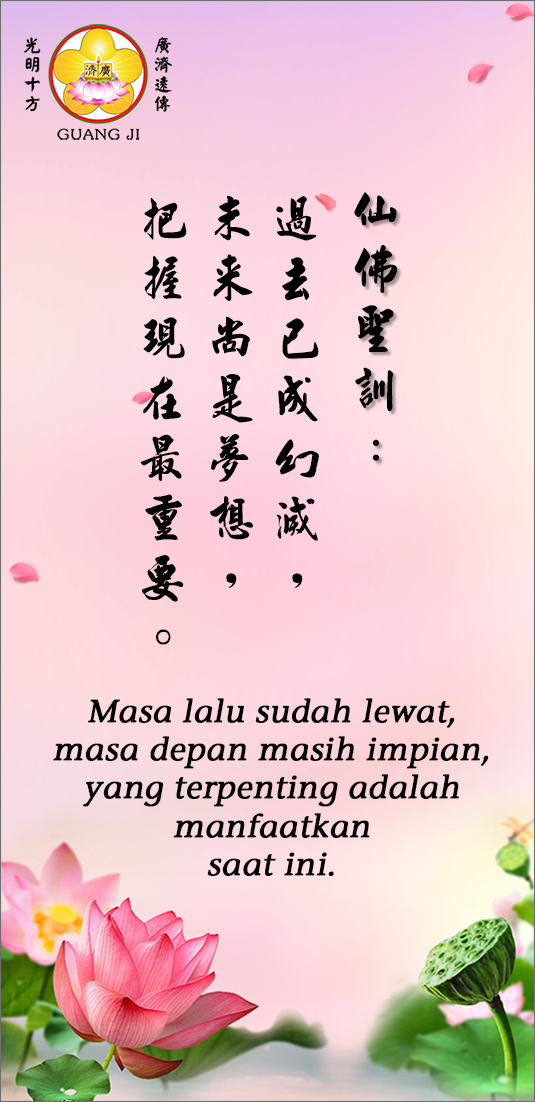 光明十方
廣濟遠傳
廣濟
GUANG JI
仙佛聖訓：
過去已成幻滅，
未来尚是夢想，
把握現在最重要。
Masa lalu sudah lewat,
masa depan masih impian,
yang terpenting adalah
manfaatkan
saat ini.